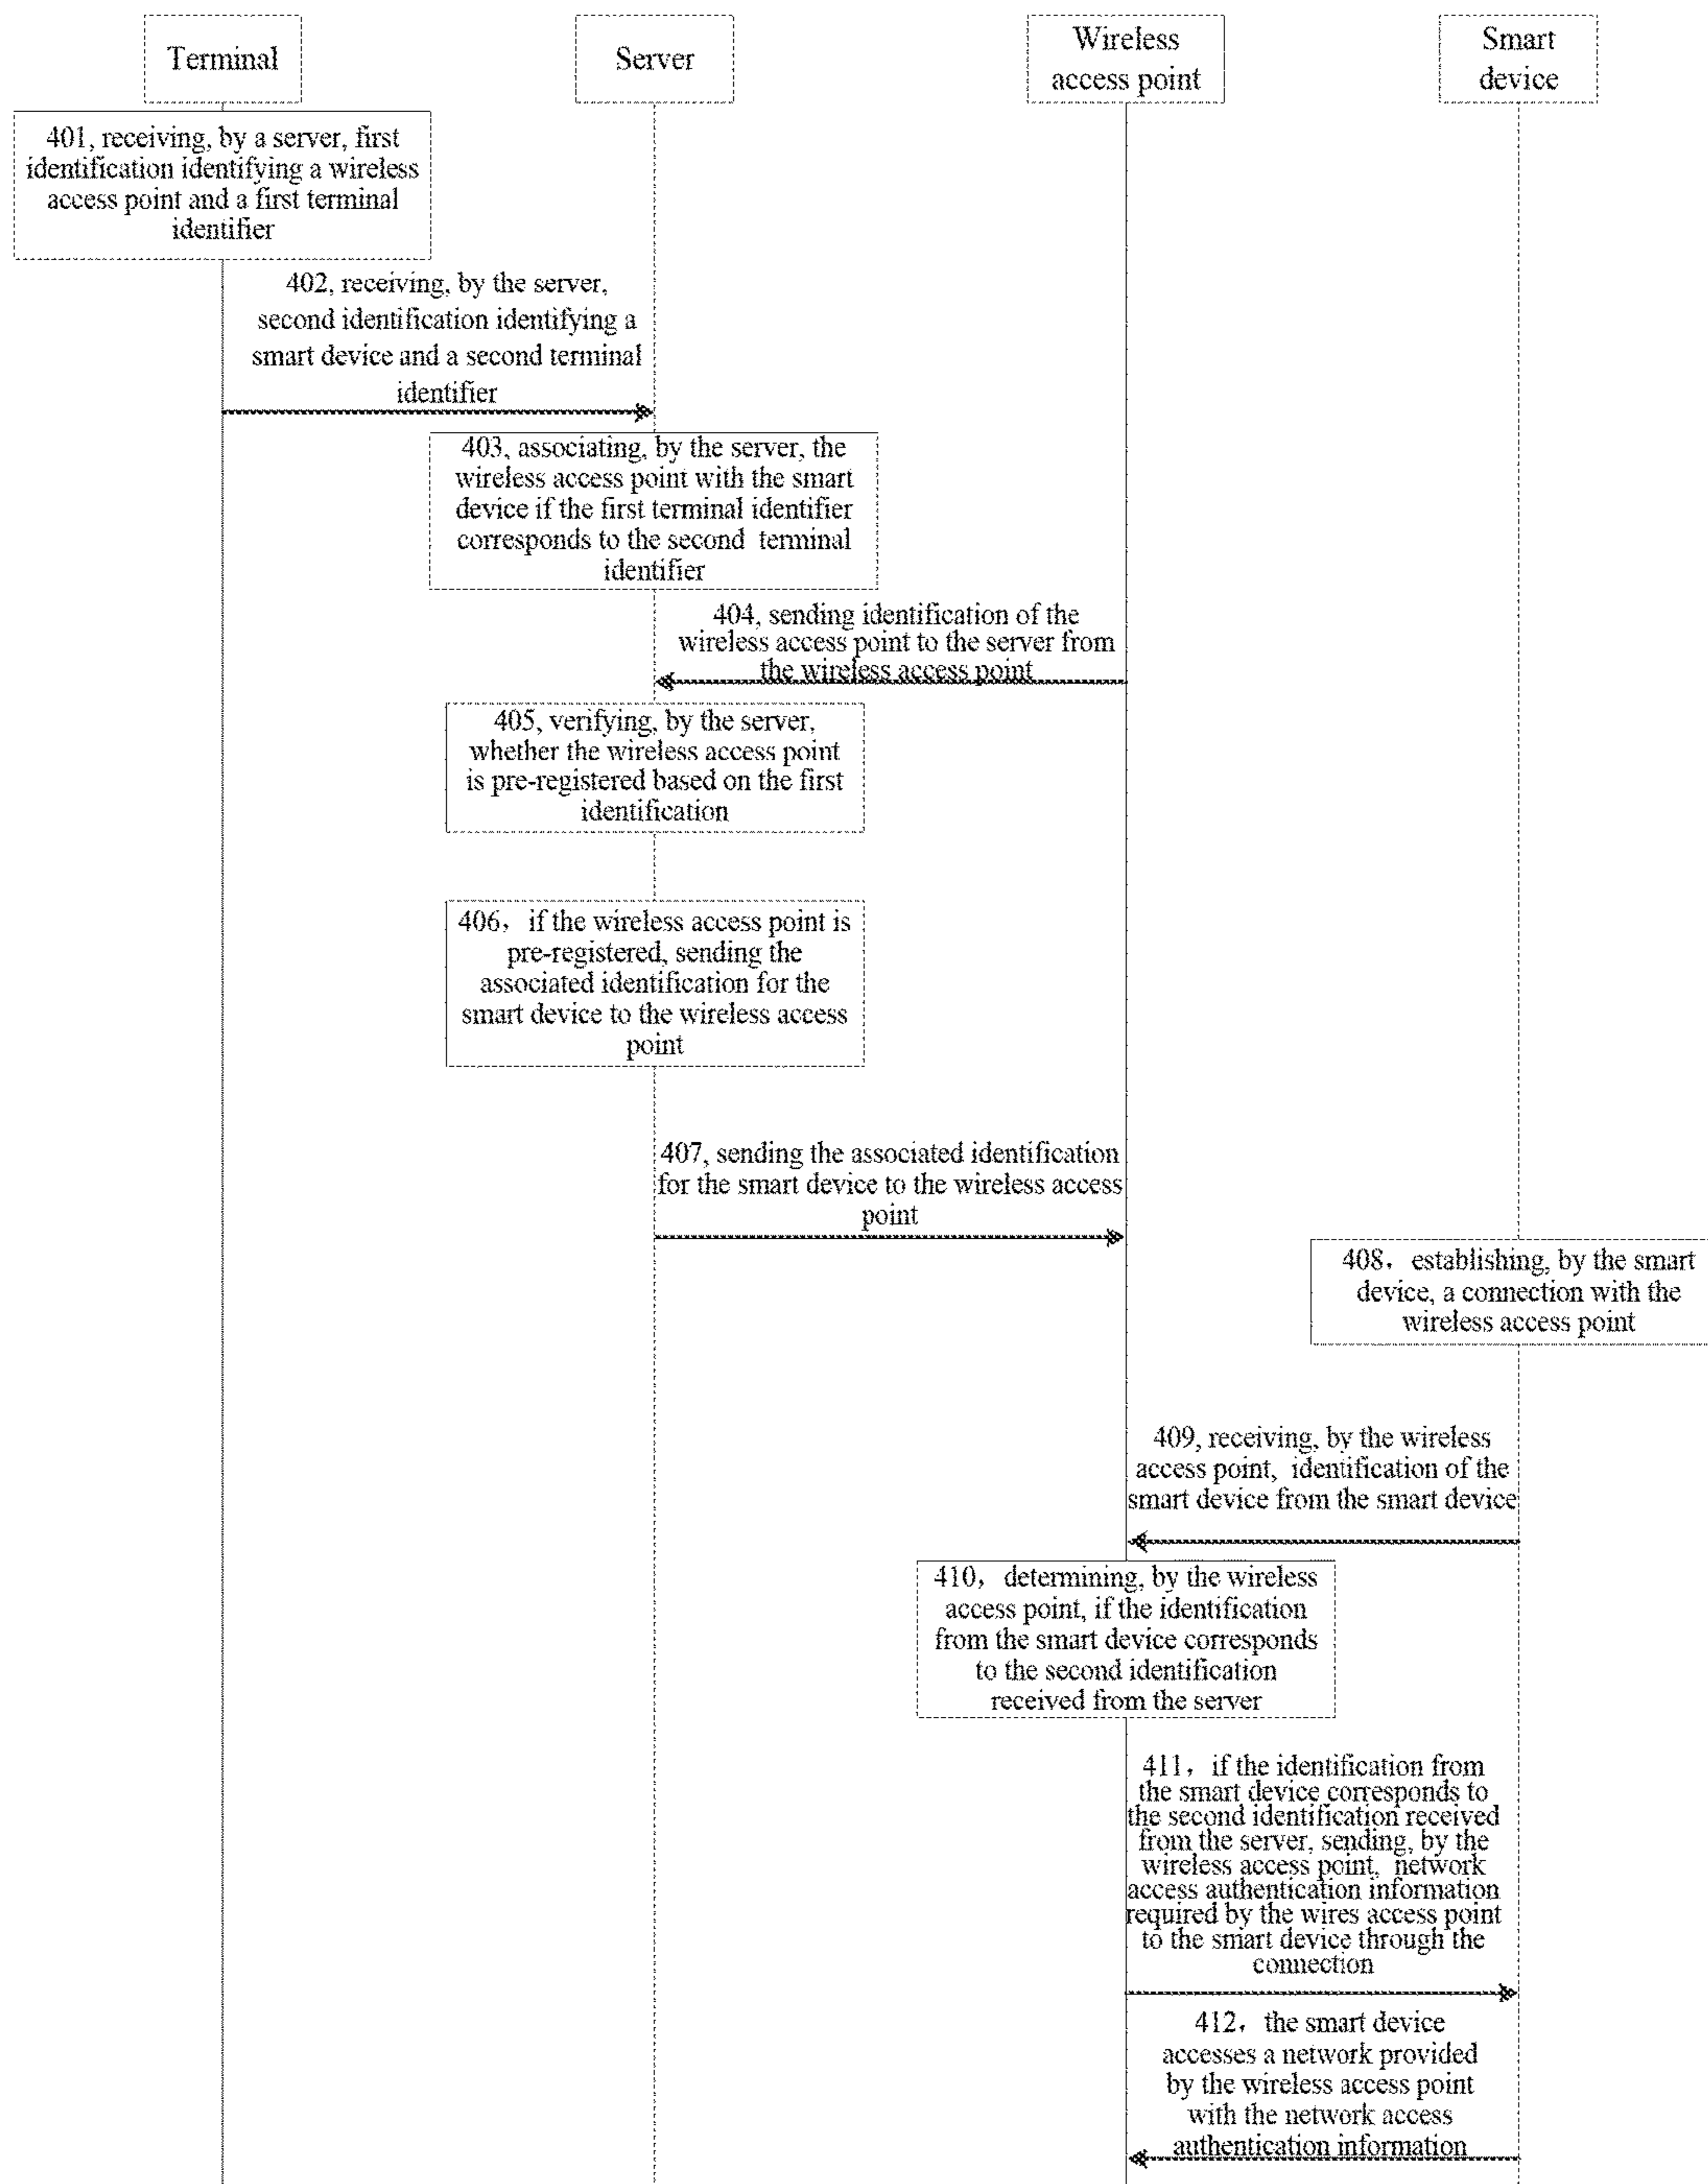 Terminal
Server
Wireless
access point
Smart
device
401, receiving, by a server, first
identification identifying a wireless
access point and a first terminal
identifier
402, receiving, by the server,
second identification identifying a
smart device and a second terminal
identifier
403, associating, by the server, the
wireless access point with the smart
device if the first terminal identifier
corresponds to the second terminal
identifier
404, sending identification of the
wireless access point to the server from
the wireless access point
405, verifying, by the server,
whether the wireless access point
is pre-registered based on the first
identification
406, if the wireless access point is
pre-registered, sending the
associated identification for the
smart device to the wireless access
point
407, sending the associated identification
for the smart device to the wireless access
point
408, establishing, by the smart
device, a connection with the
wireless access point
409, receiving, by the wireless
access point, identification of the
smart device from the smart device
410, determining, by the wireless
access point, if the identification
from the smart device corresponds
to the second identification
received from the server
411, if the identification from
the smart device corresponds to
the second identification received
from the server, sending, by the
wireless access point, network
access authentication information
required by the wires access point
to the smart device through the
connection
412, the smart device
accesses a network provided
by the wireless access point
with the network access
authentication information